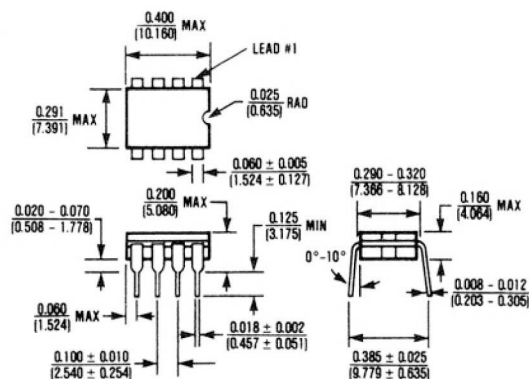 0.400
(10.160)
MAX
LEAD #1
0.025
(0.635)
RAD
0.291
(7.391)
MAX
0.060 ± 0.005
(1.524 ± 0.127)
0.290 - 0.320
(7.366 - 8.128)
0.200
(5.080)
MAX
0.160
(4.064)
MAX
0.020 - 0.070
(0.508 - 1.778)
0.125
(3.175)
MIN
0°-10°
0.008 - 0.012
(0.203 - 0.305)
0.060
(1.524)
MAX
0.018 ± 0.002
(0.457 ± 0.051)
0.100 ± 0.010
(2.540 ± 0.254)
0.385 ± 0.025
(9.779 ± 0.635)